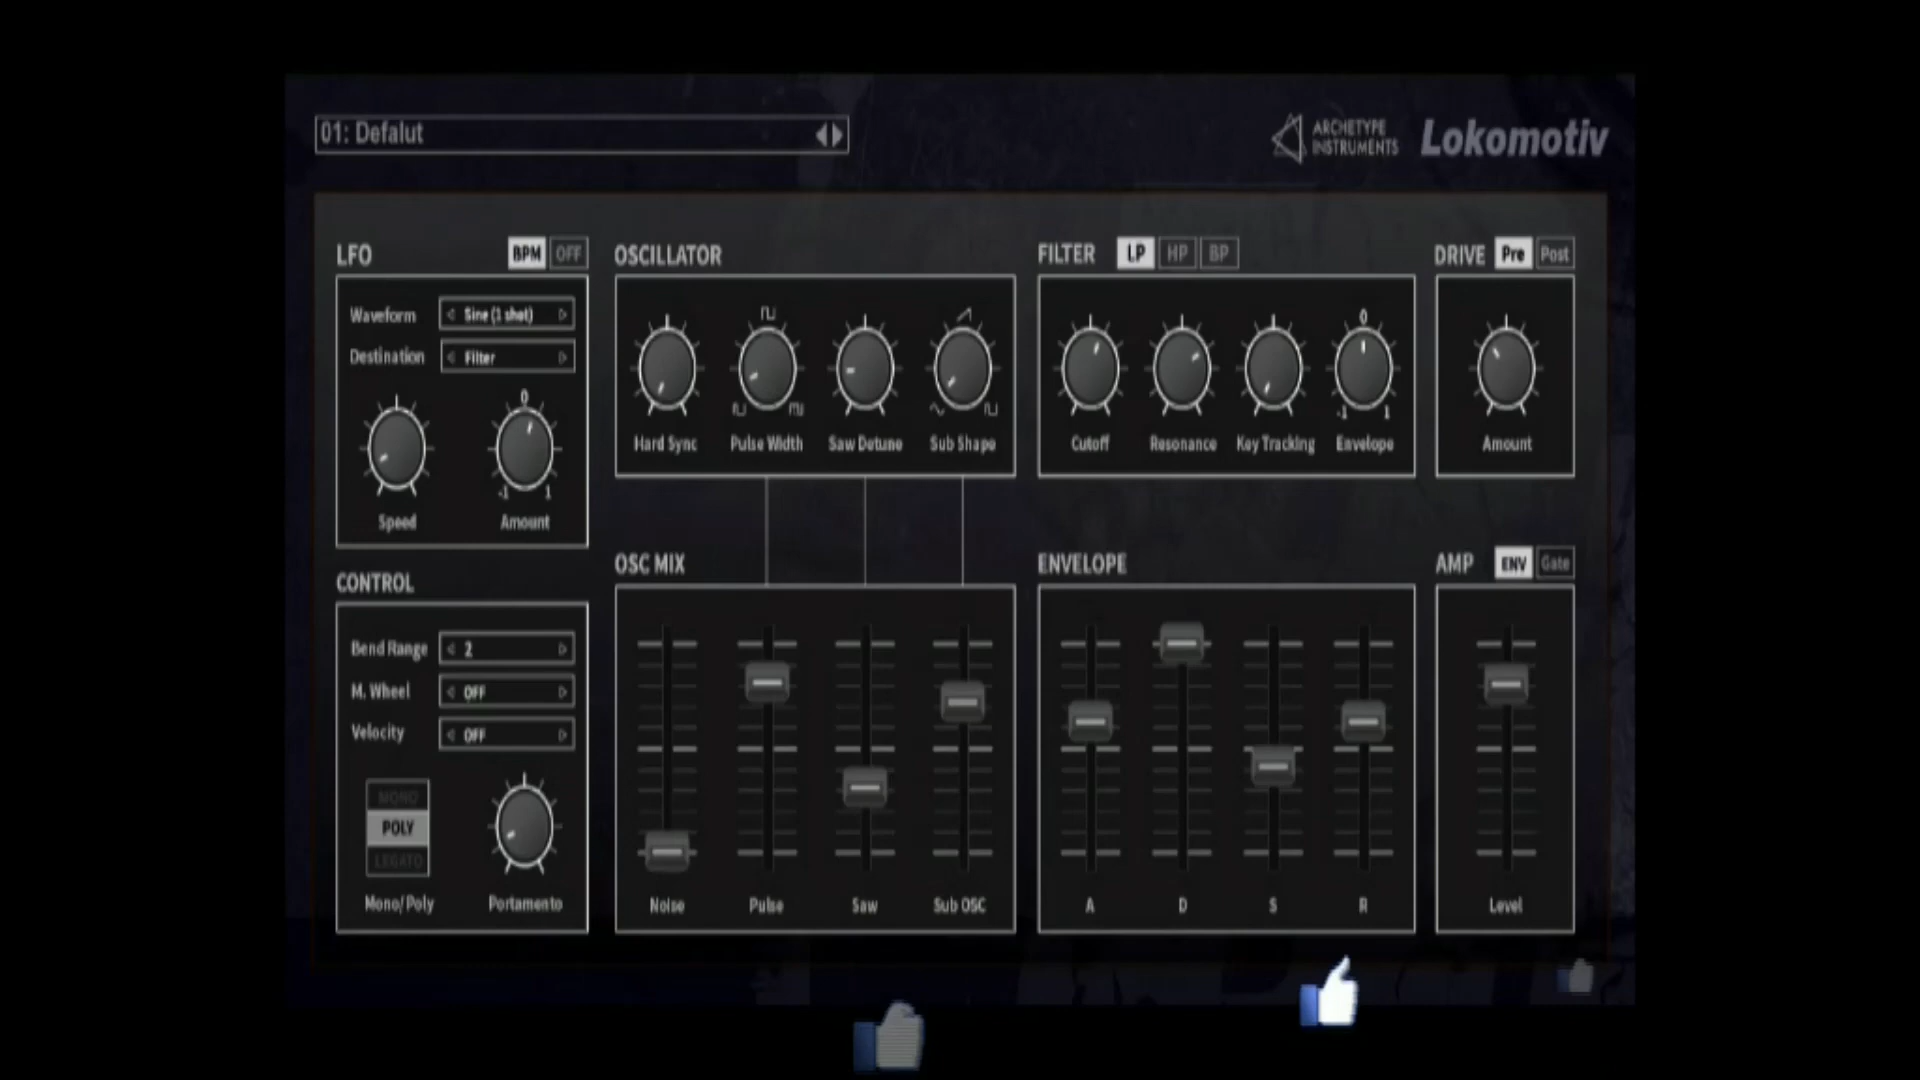 01: Defalut
ARCHETYPE
INSTRUMENTS
Lokomotiv
LFO
BPM
OFF
Waveform
Sine (1 shot)
Destination
Filter
0
-1
1
Speed
Amount
OSCILLATOR
Hard Sync
Pulse Width
Saw Detune
Sub Shape
FILTER
LP
HP
BP
0
-1
1
Cutoff
Resonance
Key Tracking
Envelope
DRIVE
Pre
Post
Amount
CONTROL
Bend Range
2
M. Wheel
OFF
Velocity
OFF
MONO
POLY
LEGATO
Mono/Poly
Portamento
OSC MIX
Noise
Pulse
Saw
Sub OSC
ENVELOPE
A
D
S
R
AMP
ENV
Gate
Level